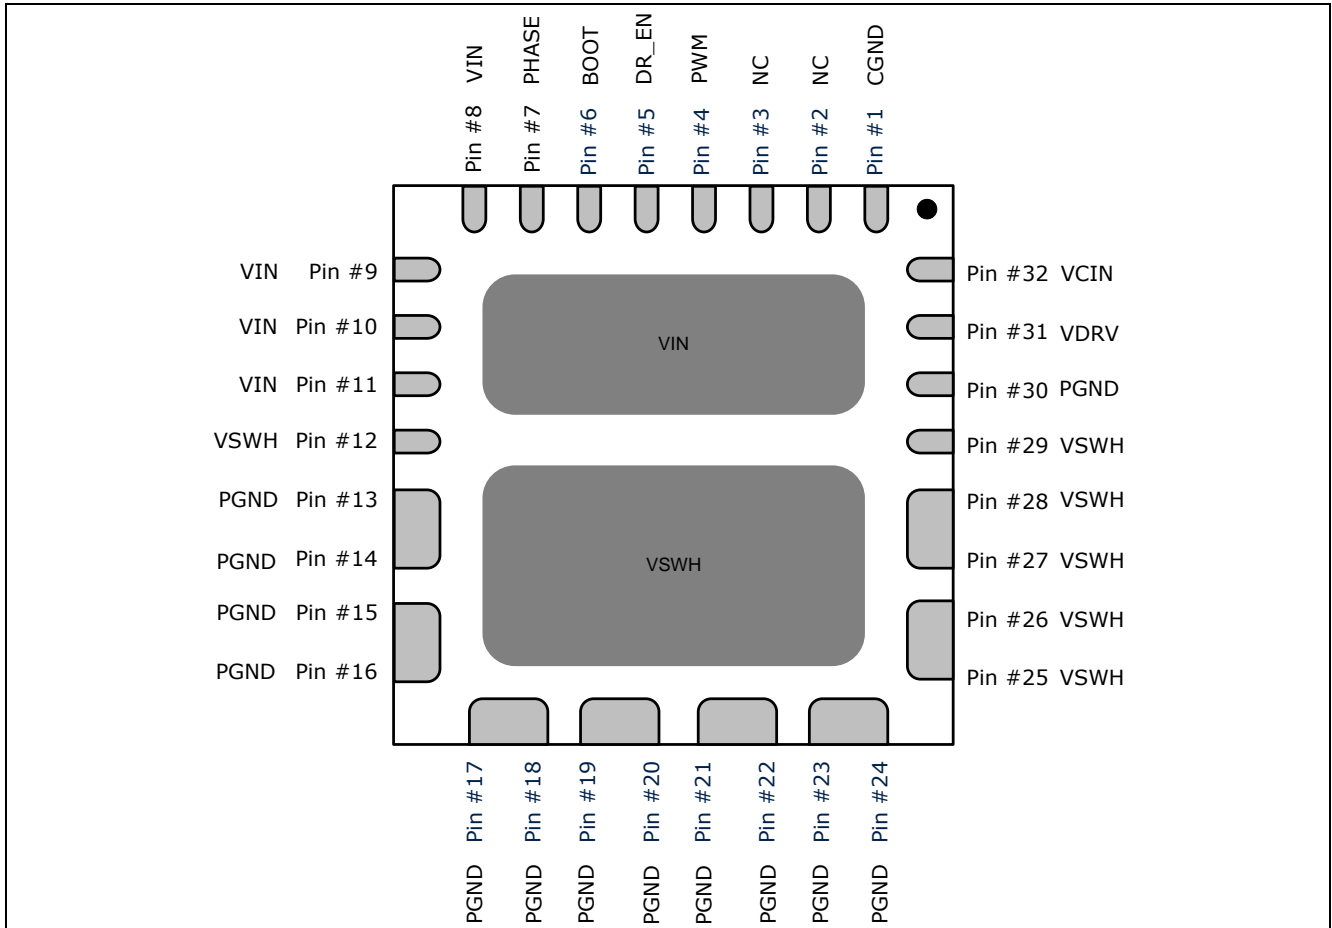 VIN
PHASE
BOOT
DR_EN
PWM
NC
NC
CGND
Pin #8
Pin #7
Pin #6
Pin #5
Pin #4
Pin #3
Pin #2
Pin #1
VIN Pin #9
VIN Pin #10
VIN Pin #11
VSWH Pin #12
PGND Pin #13
PGND Pin #14
PGND Pin #15
PGND Pin #16
VIN
VSWH
Pin #32 VCIN
Pin #31 VDRV
Pin #30 PGND
Pin #29 VSWH
Pin #28 VSWH
Pin #27 VSWH
Pin #26 VSWH
Pin #25 VSWH
Pin #17
Pin #18
Pin #19
Pin #20
Pin #21
Pin #22
Pin #23
Pin #24
PGND
PGND
PGND
PGND
PGND
PGND
PGND
PGND